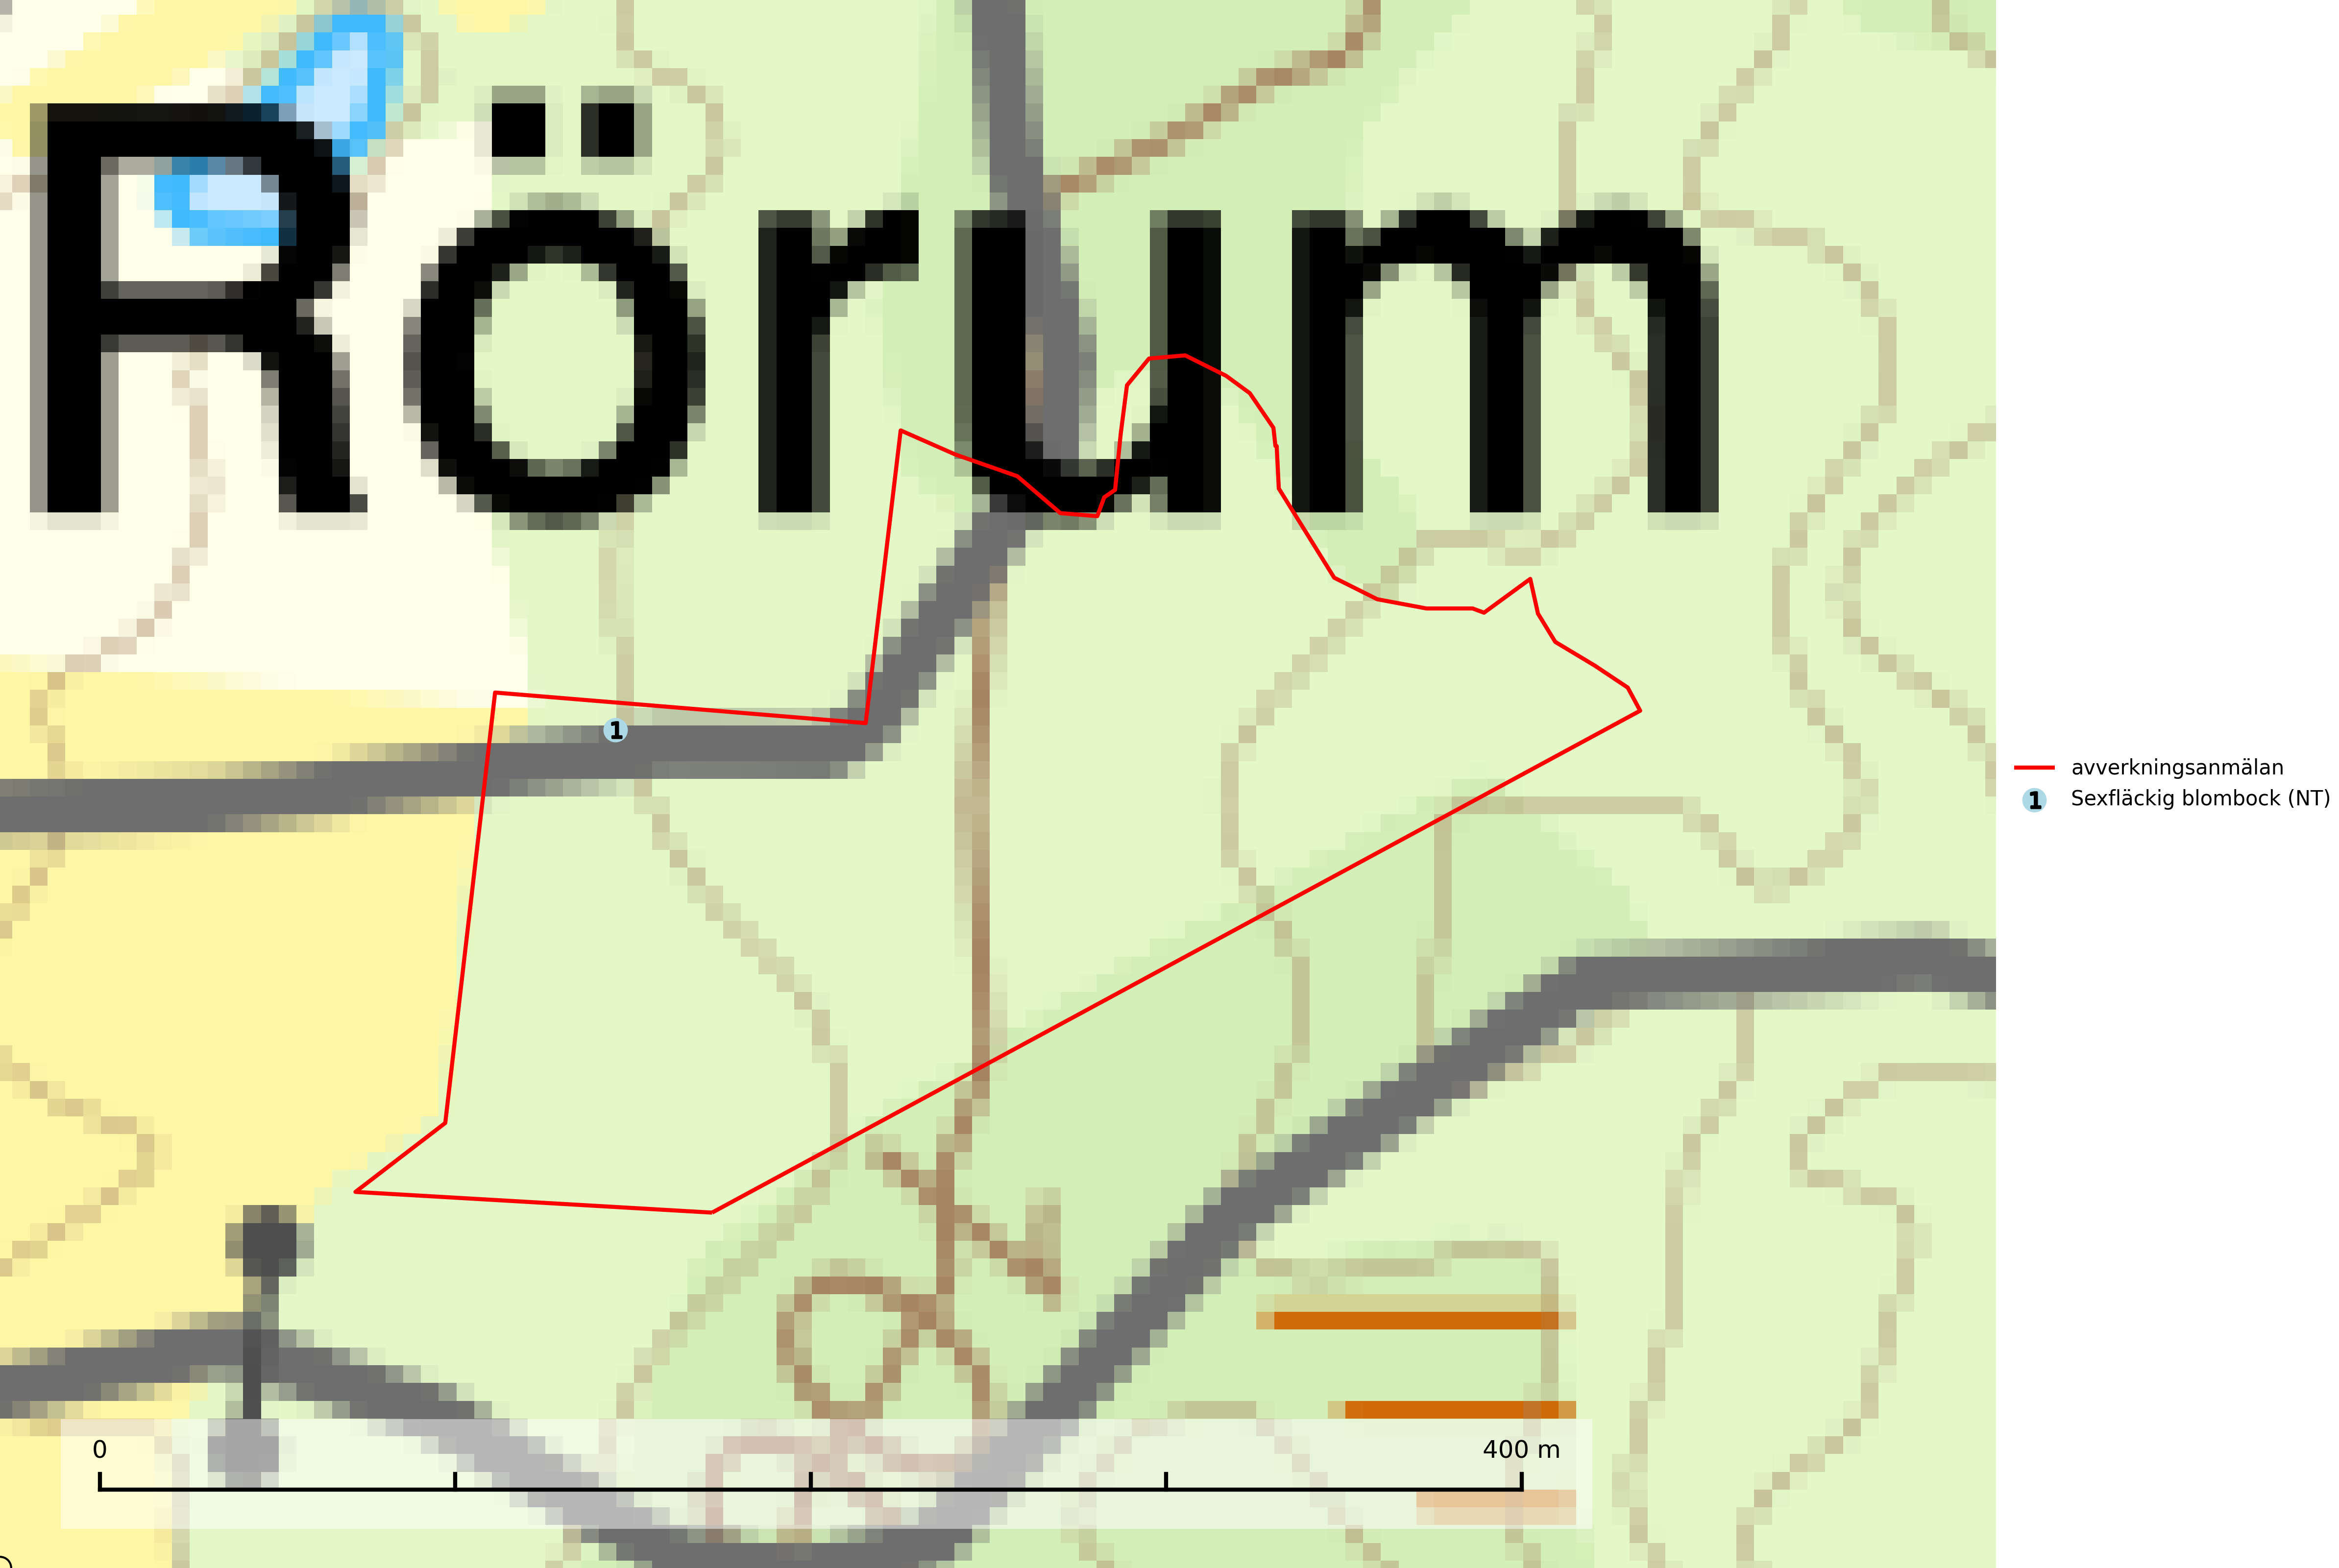 Rörum
1
avverkningsanmälan
1 Sexfläckig blombock (NT)
0 400 m